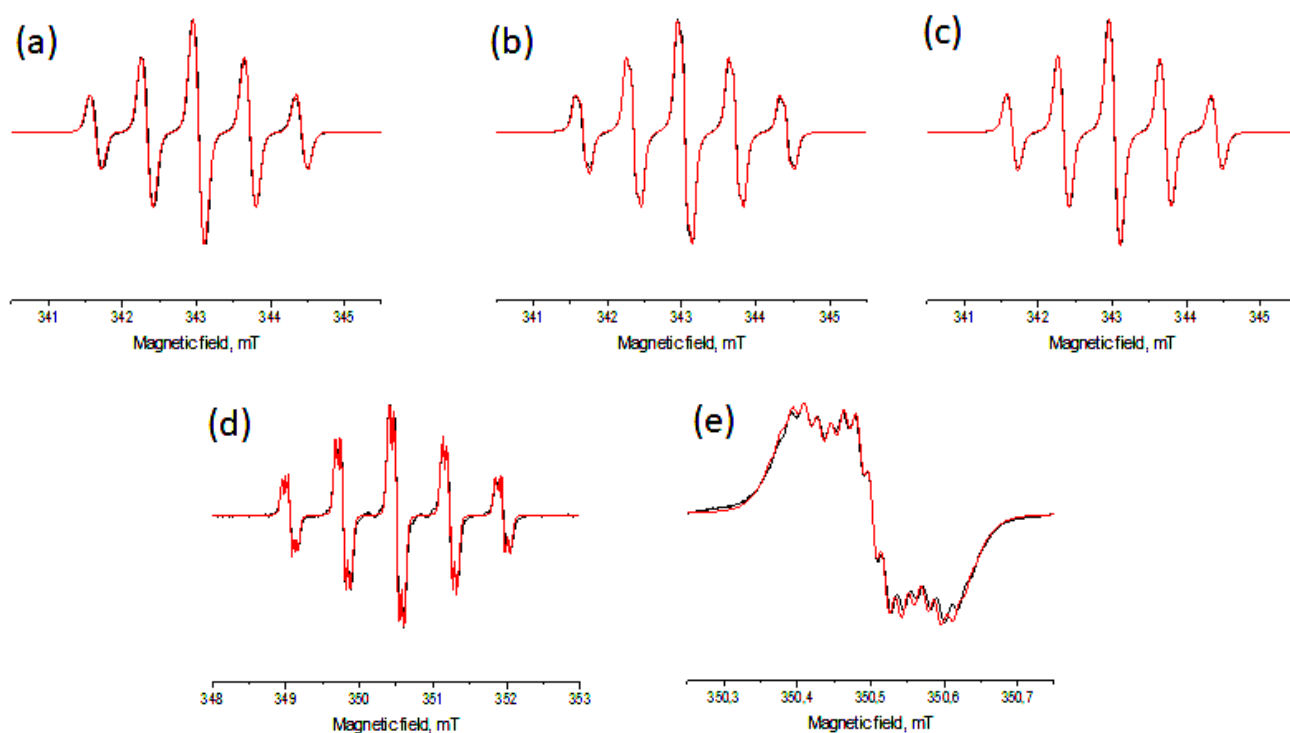 (a)
(b)
(c)
341 342 343 344 345
Magnetic field, mT
341 342 343 344 345
Magnetic field, mT
341 342 343 344 345
Magnetic field, mT
(d)
(e)
348 349 350 351 352 353
Magnetic field, mT
350,3 350,4 350,5 350,6 350,7
Magnetic field, mT